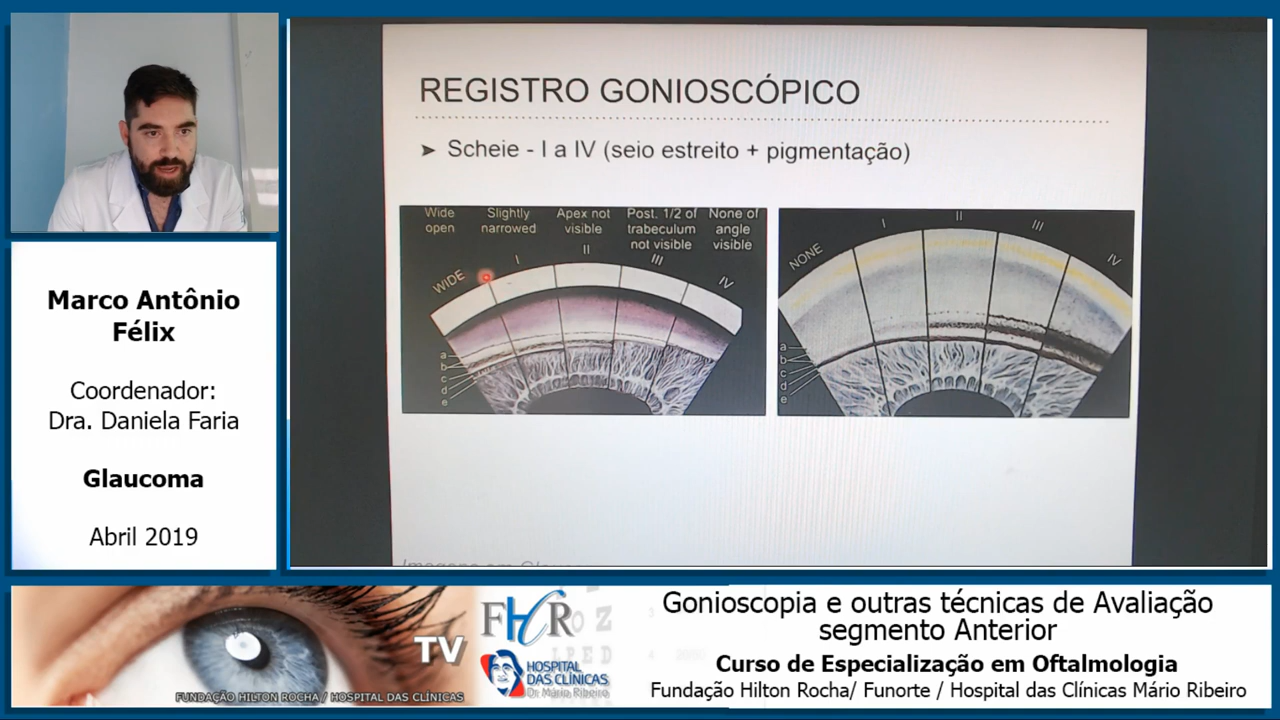 Marco Antônio
Félix
Coordenador:
Dra. Daniela Faria
Glaucoma
Abril 2019
REGISTRO GONIOSCÓPICO
➤ Scheie - I a IV (seio estreito + pigmentação)
Wide open
Slightly narrowed
Apex not visible
Post. 1/2 of trabeculum not visible
None of angle visible
WIDE
I
II
III
IV
a
b
c
d
e
NONE
I
II
III
IV
a
b
c
d
e
TV
FHCR
HOSPITAL
DAS CLÍNICAS
Dr Mário Ribeiro
FUNDAÇÃO HILTON ROCHA / HOSPITAL DAS CLÍNICAS
Gonioscopia e outras técnicas de Avaliação
segmento Anterior
Curso de Especialização em Oftalmologia
Fundação Hilton Rocha/ Funorte / Hospital das Clínicas Mário Ribeiro